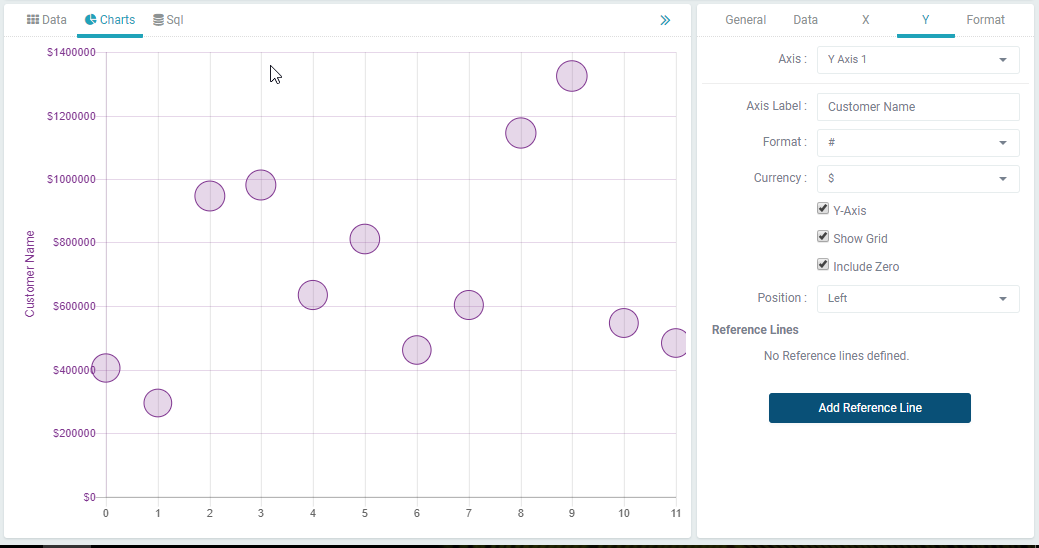 Data Charts Sql
$1400000
$1200000
$1000000
$800000
$600000
$400000
$200000
$0
Customer Name
0 1 2 3 4 5 6 7 8 9 10 11
General Data X Y Format
Axis : Y Axis 1
Axis Label : Customer Name
Format : #
Currency : $
Y-Axis
Show Grid
Include Zero
Position : Left
Reference Lines
No Reference lines defined.
Add Reference Line